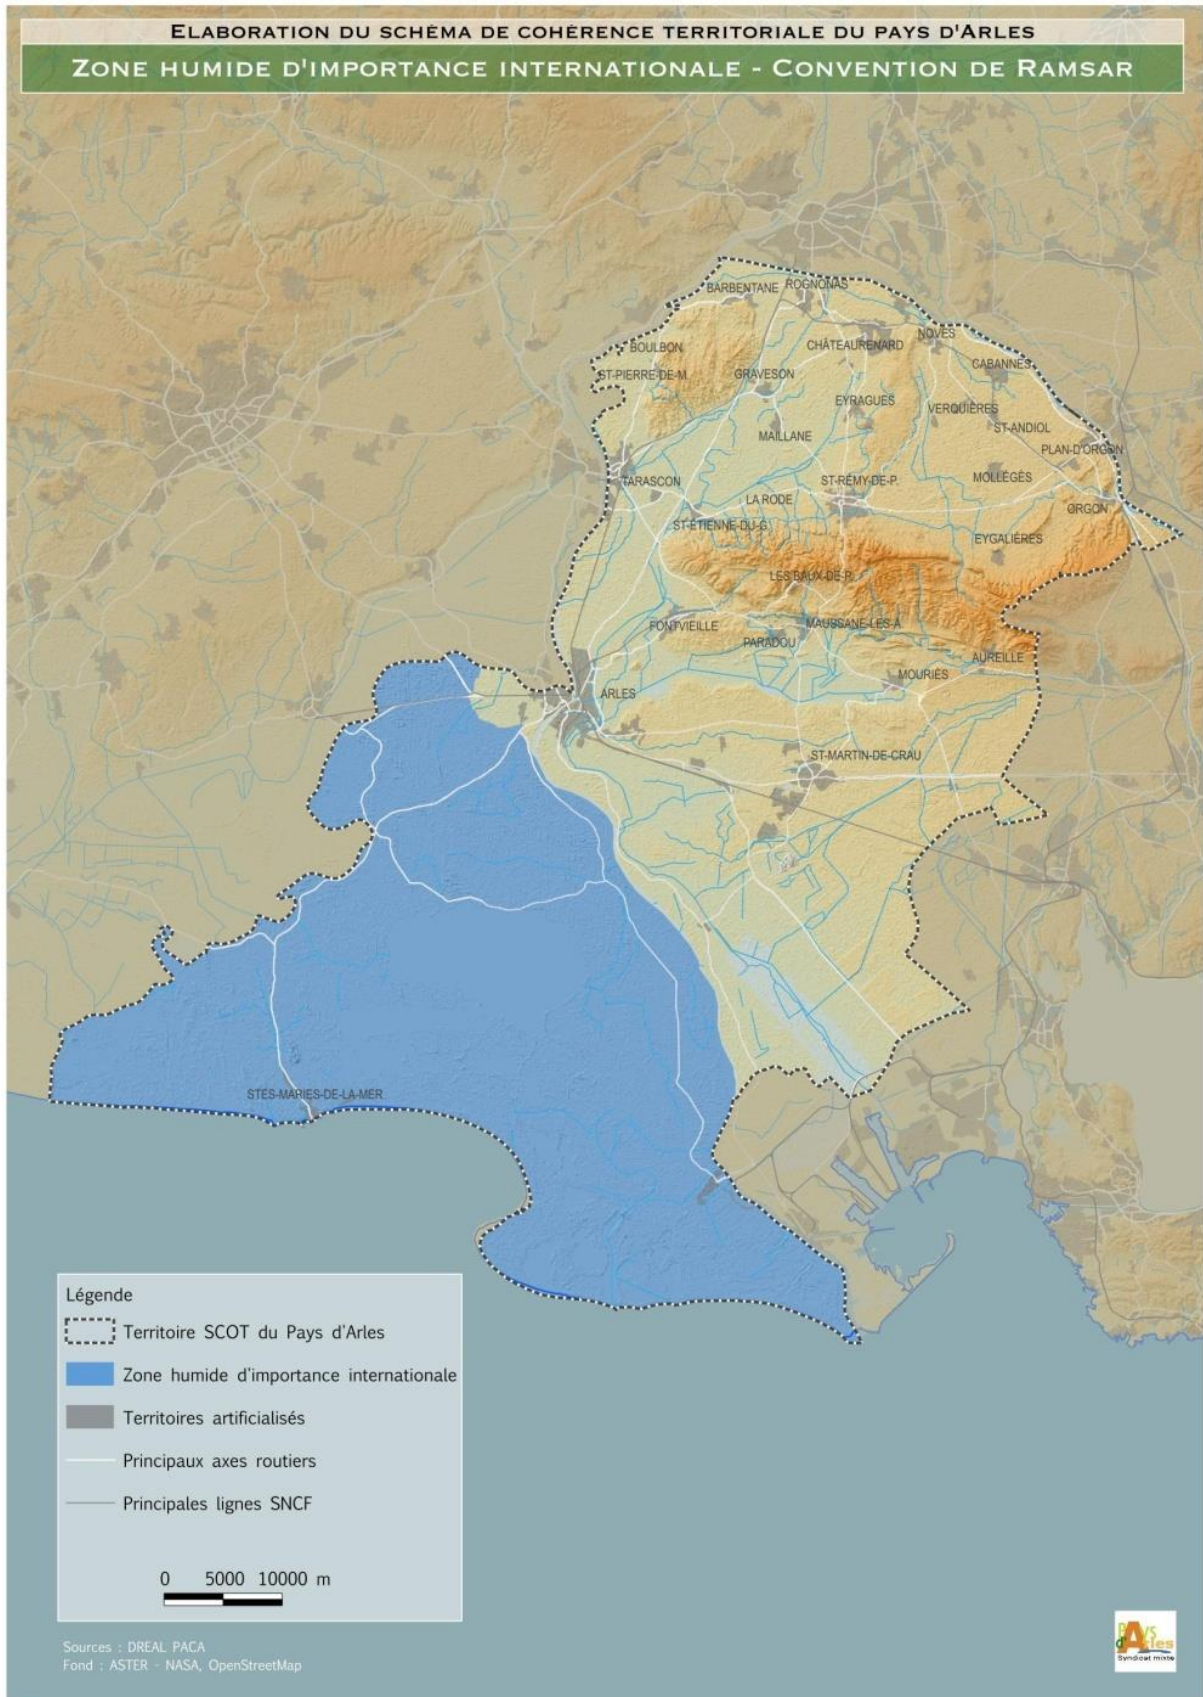 ELABORATION DU SCHÉMA DE COHÉRENCE TERRITORIALE DU PAYS D'ARLES
ZONE HUMIDE D'IMPORTANCE INTERNATIONALE - CONVENTION DE RAMSAR
BARBENTANE
ROGNONAS
BOULBON
CHÂTEAURENARD
NOVES
ST-PIERRE-DE-M.
GRAVESON
CABANNES
EYRAGUES
VERQUIÈRES
MAILLANE
ST-ANDIOL
PLAN-D'ORGON
TARASCON
LA RODE
ST-RÉMY-DE-P.
MOLLÉGÈS
ORGON
ST-ETIENNE-DU-G.
EYGALIÈRES
LES BAUX-DE-P.
FONTVIEILLE
MAUSSANE-LES-A.
PARADOU
AUREILLE
MOURIÈS
ARLES
ST-MARTIN-DE-CRAU
STES-MARIES-DE-LA-MER
Légende
Territoire SCOT du Pays d'Arles
Zone humide d'importance internationale
Territoires artificialisés
Principaux axes routiers
Principales lignes SNCF
0 5000 10000 m
Sources : DREAL PACA
Fond : ASTER - NASA, OpenStreetMap
Pays
d'Arles
Syndicat mixte